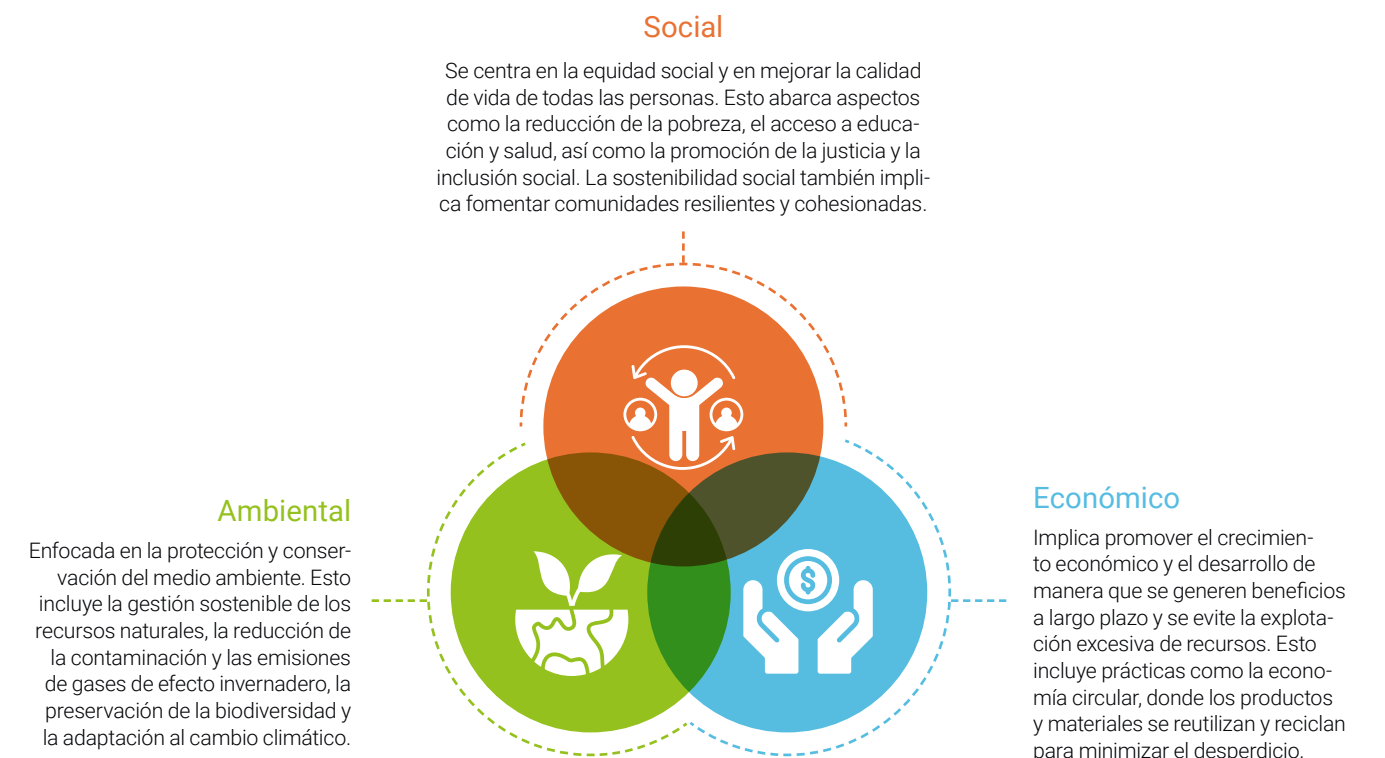 Social
Se centra en la equidad social y en mejorar la calidad
de vida de todas las personas. Esto abarca aspectos
como la reducción de la pobreza, el acceso a educa-
ción y salud, así como la promoción de la justicia y la
inclusión social. La sostenibilidad social también impli-
ca fomentar comunidades resilientes y cohesionadas.
Ambiental
Enfocada en la protección y conser-
vación del medio ambiente. Esto
incluye la gestión sostenible de los
recursos naturales, la reducción de
la contaminación y las emisiones
de gases de efecto invernadero, la
preservación de la biodiversidad y
la adaptación al cambio climático.
Económico
Implica promover el crecimien-
to económico y el desarrollo de
manera que se generen beneficios
a largo plazo y se evite la explota-
ción excesiva de recursos. Esto
incluye prácticas como la econo-
mía circular, donde los productos
y materiales se reutilizan y reciclan
para minimizar el desperdicio.
$